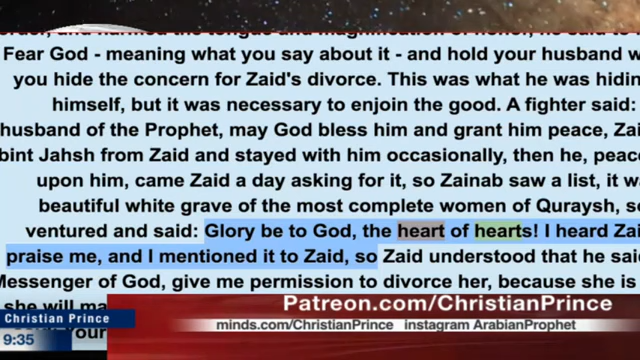 Fear God - meaning what you say about it - and hold your husband
you hide the concern for Zaid's divorce. This was what he was
himself, but it was necessary to enjoin the good. A fighter said:
husband of the Prophet, may God bless him and grant him peace,
bint Jahsh from Zaid and stayed with him occasionally, then he,
upon him, came Zaid a day asking for it, so Zainab saw a list, it
beautiful white grave of the most complete women of Quraysh,
ventured and said: Glory be to God, the heart of hearts! I heard
praise me, and I mentioned it to Zaid, so Zaid understood that he
Messenger of God, give me permission to divorce her, because she is
she will
Patreon.com/ChristianPrince
Christian Prince
minds.com/ChristianPrince instagram ArabianProphet
9:35